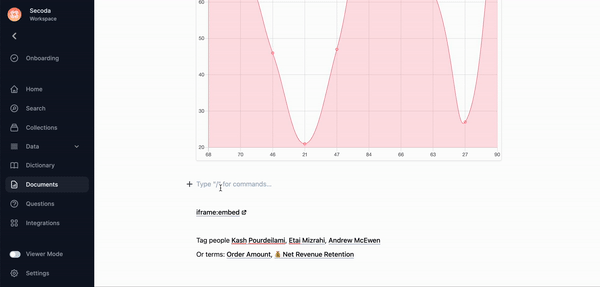 Secoda
Workspace
Onboarding
Home
Search
Collections
Data
Dictionary
Documents
Questions
Integrations
Viewer Mode
Settings
60
50
40
30
20
68 70 46 21 47 84 66 63 27 90
Type "/" for commands...
iframe:embed
Tag people Kash Pourdeilami, Etai Mizrahi, Andrew McEwen
Or terms: Order Amount, 💰 Net Revenue Retention